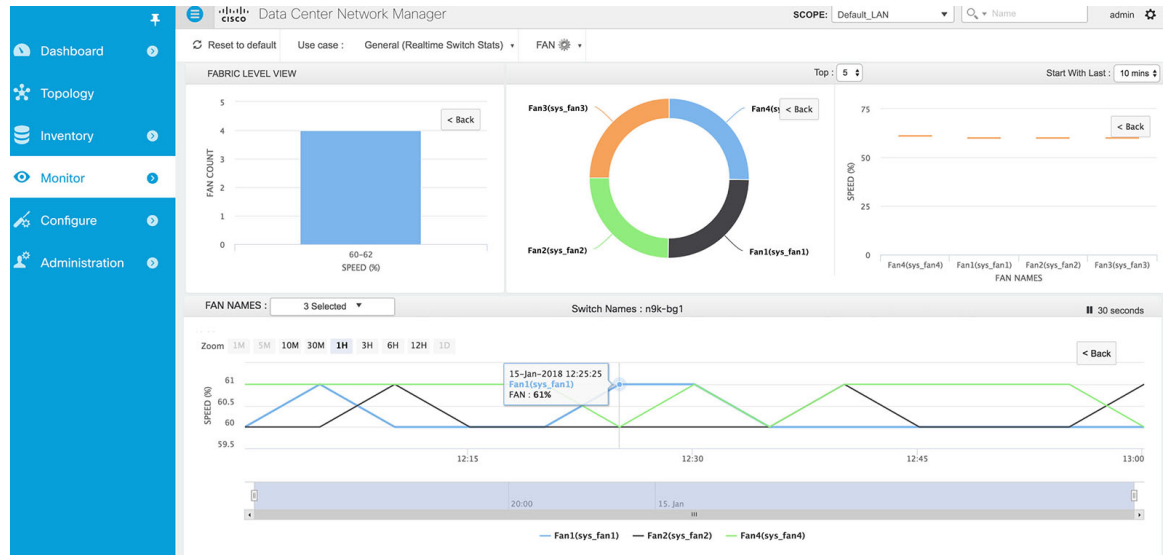 cisco Data Center Network Manager
SCOPE: Default_LAN Name admin
Reset to default Use case : General (Realtime Switch Stats) FAN
Dashboard
Topology
Inventory
Monitor
Configure
Administration
FABRIC LEVEL VIEW
Top : 5
Start With Last : 10 mins
< Back
5
4
3
2
1
0
FAN COUNT
60-62
SPEED (%)
Fan3(sys_fan3)
Fan4(sy
< Back
Fan2(sys_fan2)
Fan1(sys_fan1)
75
50
25
0
SPEED (%)
< Back
Fan4(sys_fan4) Fan1(sys_fan1) Fan2(sys_fan2) Fan3(sys_fan3)
FAN NAMES
FAN NAMES : 3 Selected
Switch Names : n9k-bg1
30 seconds
Zoom 1M 5M 10M 30M 1H 3H 6H 12H 1D
< Back
15-Jan-2018 12:25:25
Fan1(sys_fan1)
FAN : 61%
61
60.5
60
59.5
SPEED (%)
12:15 12:30 12:45 13:00
20:00 15. Jan
Fan1(sys_fan1) Fan2(sys_fan2) Fan4(sys_fan4)